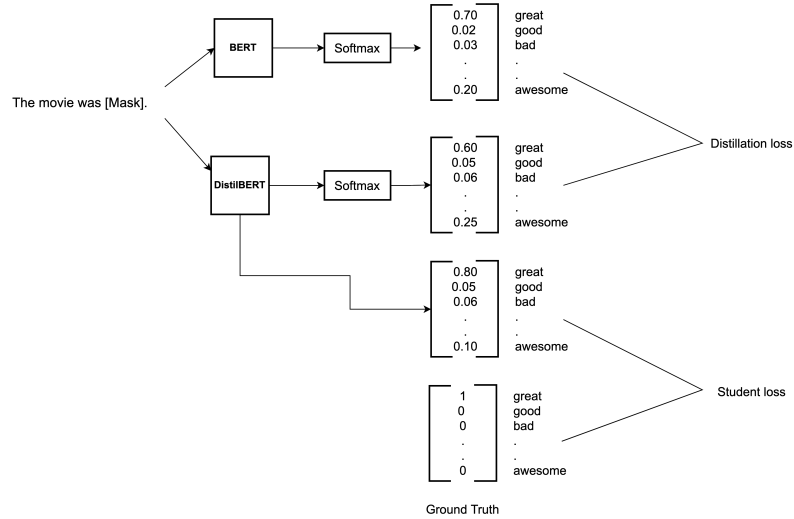 The movie was [Mask].
BERT
Softmax
0.70 great
0.02 good
0.03 bad
. .
. .
0.20 awesome
DistilBERT
Softmax
0.60 great
0.05 good
0.06 bad
. .
. .
0.25 awesome
Distillation loss
0.80 great
0.05 good
0.06 bad
. .
. .
0.10 awesome
1 great
0 good
0 bad
. .
. .
0 awesome
Student loss
Ground Truth